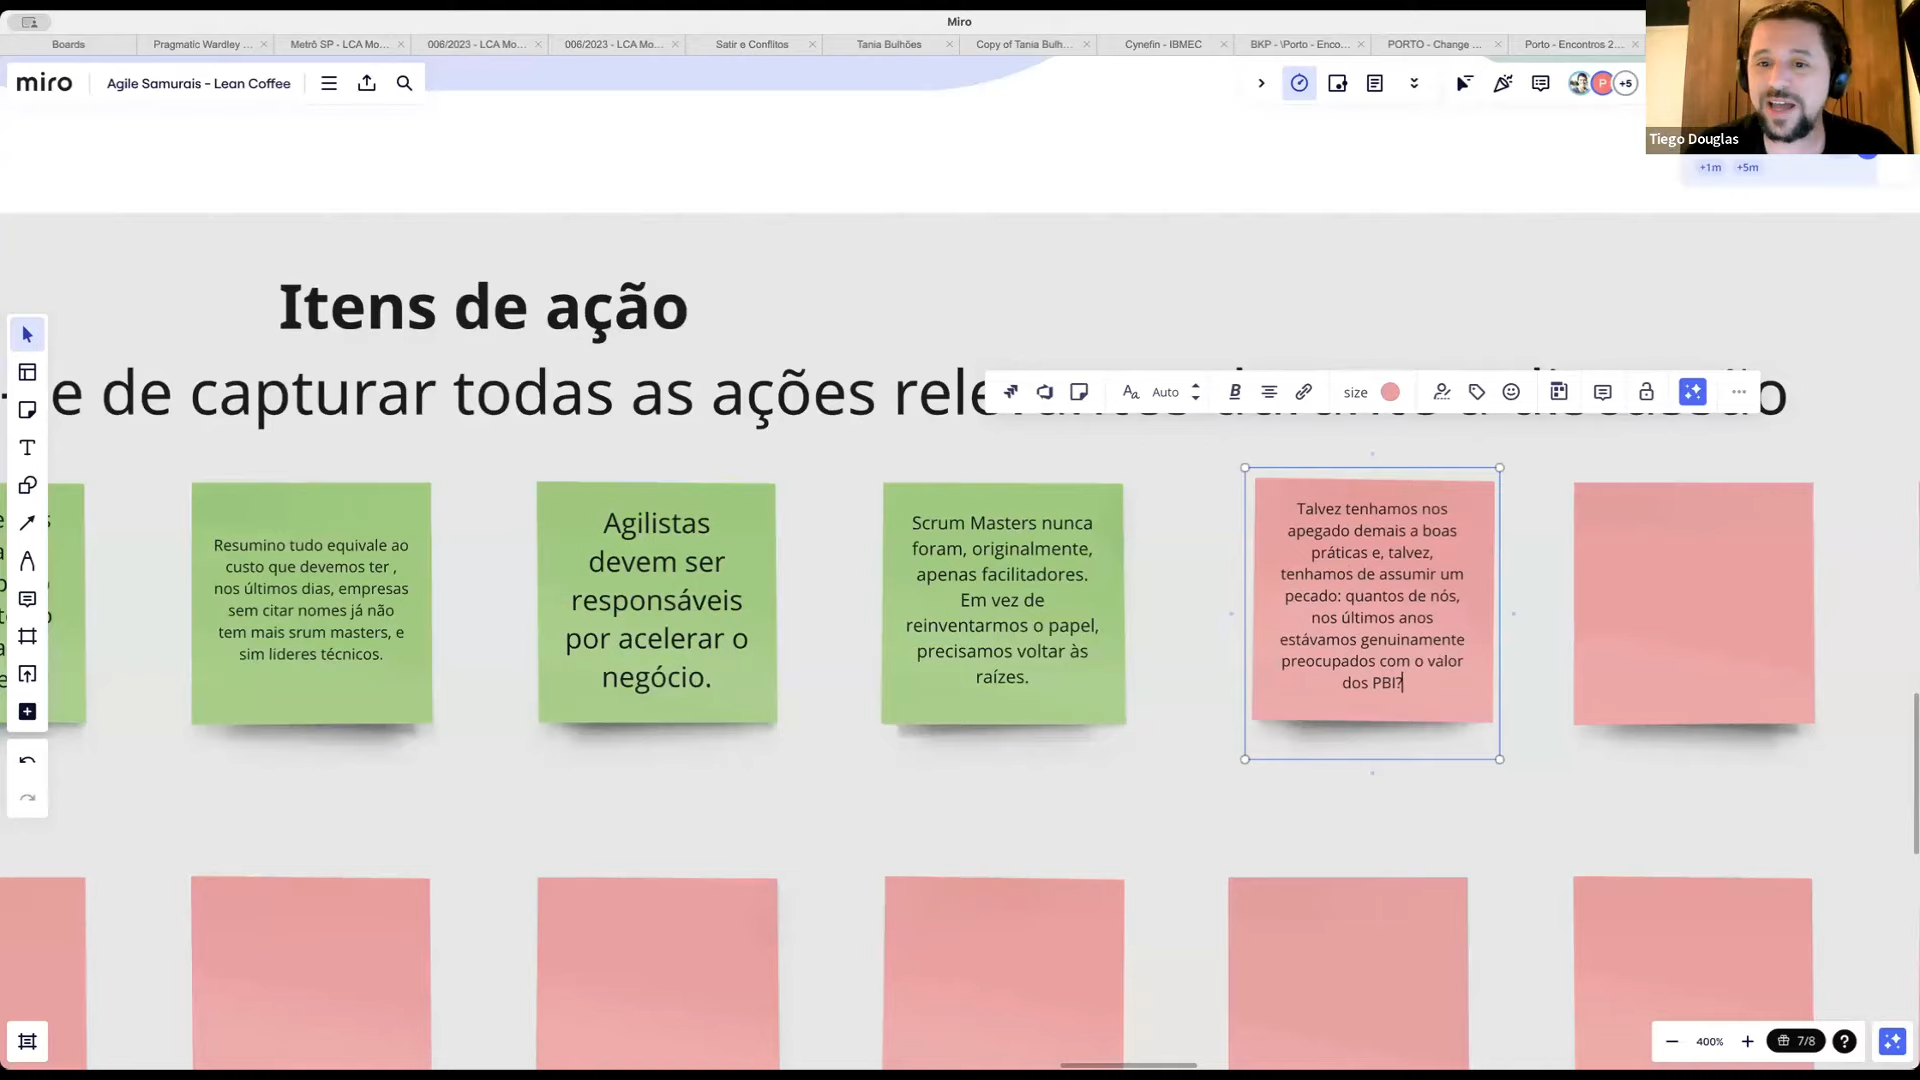 Miro
Boards
Pragmatic Wardley ...
Metrô SP - LCA Mo...
006/2023 - LCA Mo...
006/2023 - LCA Mo...
Satir e Conflitos
Tania Bulhões
Copy of Tania Bulh...
Cynefin - IBMEC
BKP - \Porto - Enco...
PORTO - Change ...
Porto - Encontros 2...
miro
Agile Samurais - Lean Coffee
P
+5
Tiego Douglas
+1m
+5m
Itens de ação
e de capturar todas as ações
Auto
B
size
Resumino tudo equivale ao
custo que devemos ter ,
nos últimos dias, empresas
sem citar nomes já não
tem mais srum masters, e
sim lideres técnicos.
Agilistas
devem ser
responsáveis
por acelerar o
negócio.
Scrum Masters nunca
foram, originalmente,
apenas facilitadores.
Em vez de
reinventarmos o papel,
precisamos voltar às
raízes.
Talvez tenhamos nos
apegado demais a boas
práticas e, talvez,
tenhamos de assumir um
pecado: quantos de nós,
nos últimos anos
estávamos genuinamente
preocupados com o valor
dos PBI?
400%
7/8